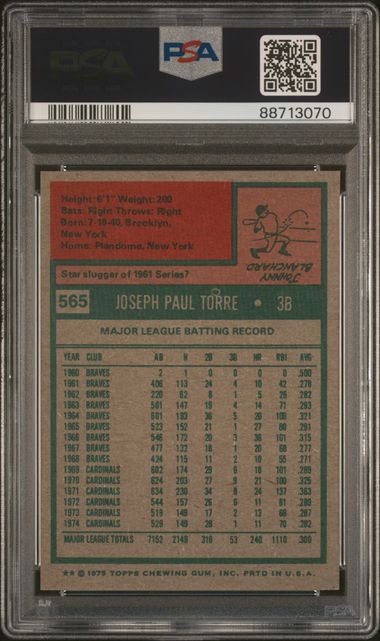 PSA
PSA
88713070
Height: 6'1" Weight: 200
Bats: Right Throws: Right
Born: 7-18-40, Brooklyn,
New York
Home: Plandome, New York
JOHNNY
BLANCHARD
Star slugger of 1961 Series?
565 JOSEPH PAUL TORRE • 3B
MAJOR LEAGUE BATTING RECORD
YEAR CLUB AB H 2B 3B HR RBI AVG.
1960 BRAVES 2 1 0 0 0 0 .500
1961 BRAVES 406 113 24 4 10 42 .278
1962 BRAVES 220 62 8 1 5 26 .282
1963 BRAVES 501 147 19 4 14 71 .293
1964 BRAVES 601 193 36 5 20 109 .321
1965 BRAVES 523 152 21 1 27 80 .291
1966 BRAVES 546 172 20 3 36 101 .315
1967 BRAVES 477 132 18 1 20 68 .277
1968 BRAVES 424 115 11 2 10 55 .271
1969 CARDINALS 602 174 29 6 18 101 .289
1970 CARDINALS 624 203 27 9 21 100 .325
1971 CARDINALS 634 230 34 8 24 137 .363
1972 CARDINALS 544 157 26 6 11 81 .289
1973 CARDINALS 519 149 17 2 13 69 .287
1974 CARDINALS 529 149 28 1 11 70 .282
MAJOR LEAGUE TOTALS 7152 2149 318 53 240 1110 .300
★★ © 1975 TOPPS CHEWING GUM, INC. PRTD IN U.S.A.
PSA